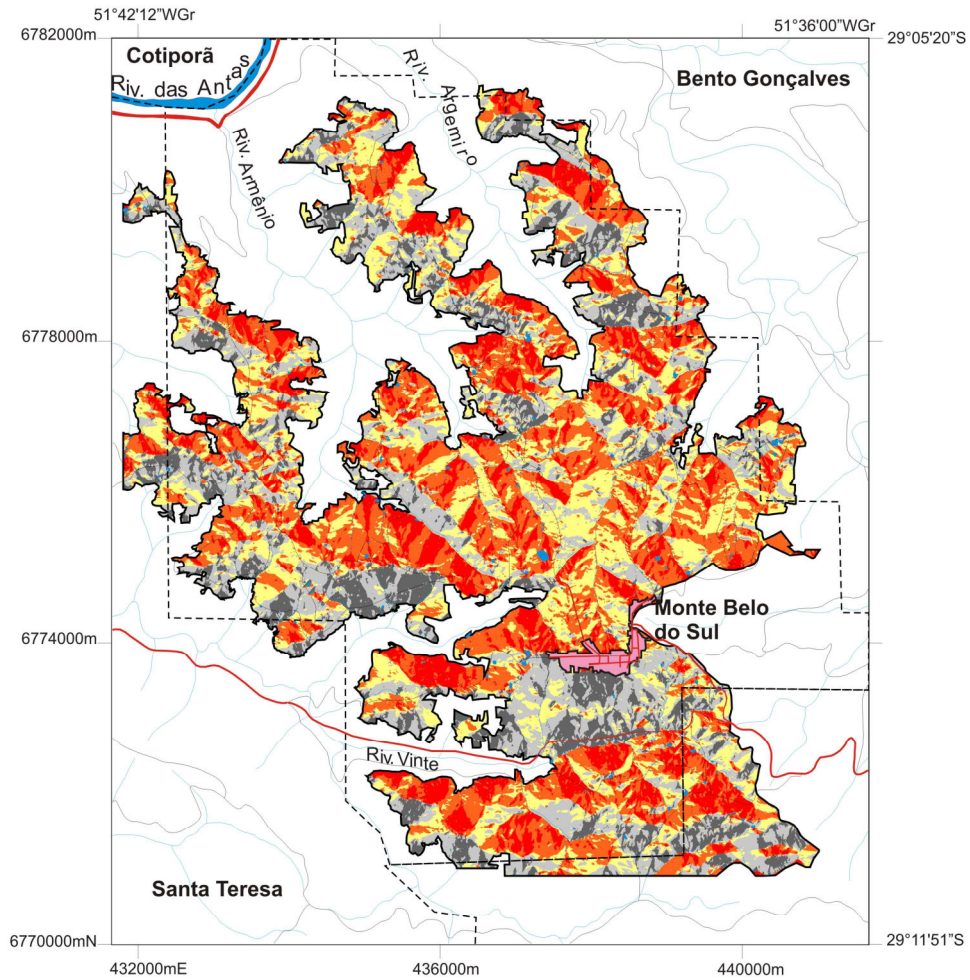 51°42'12"WGr
51°36'00"WGr
6782000m
29°05'20"S
Cotiporã
Riv. das Antas
Riv. Argemiro
Bento Gonçalves
Riv. Armênio
6778000m
6774000m
Monte Belo
do Sul
Riv. Vinte
Santa Teresa
6770000mN
29°11'51"S
432000mE
436000m
440000m